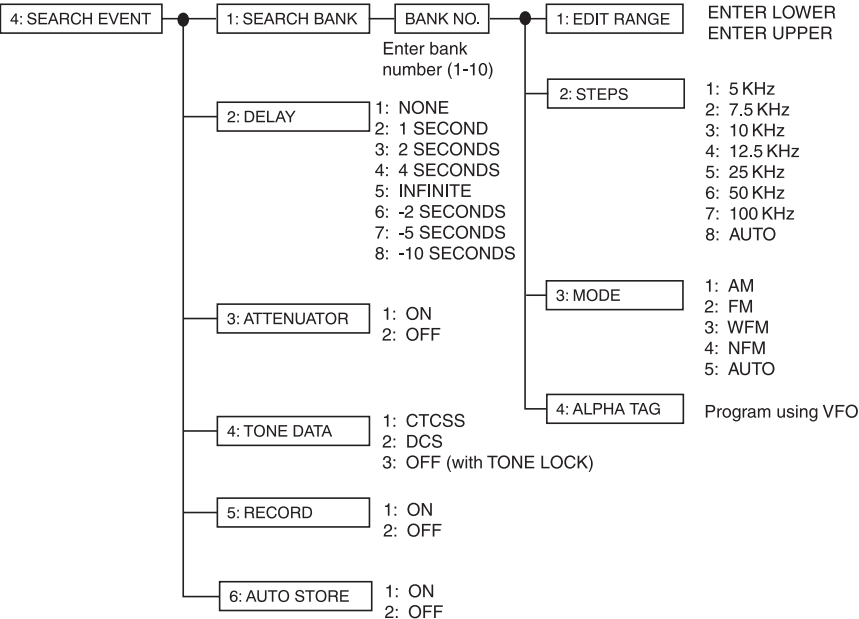 4: SEARCH EVENT
1: SEARCH BANK
BANK NO.
Enter bank
number (1-10)
1: EDIT RANGE
ENTER LOWER
ENTER UPPER
2: STEPS
1: 5 KHz
2: 7.5 KHz
3: 10 KHz
4: 12.5 KHz
5: 25 KHz
6: 50 KHz
7: 100 KHz
8: AUTO
3: MODE
1: AM
2: FM
3: WFM
4: NFM
5: AUTO
4: ALPHA TAG
Program using VFO
2: DELAY
1: NONE
2: 1 SECOND
3: 2 SECONDS
4: 4 SECONDS
5: INFINITE
6: -2 SECONDS
7: -5 SECONDS
8: -10 SECONDS
3: ATTENUATOR
1: ON
2: OFF
4: TONE DATA
1: CTCSS
2: DCS
3: OFF (with TONE LOCK)
5: RECORD
1: ON
2: OFF
6: AUTO STORE
1: ON
2: OFF